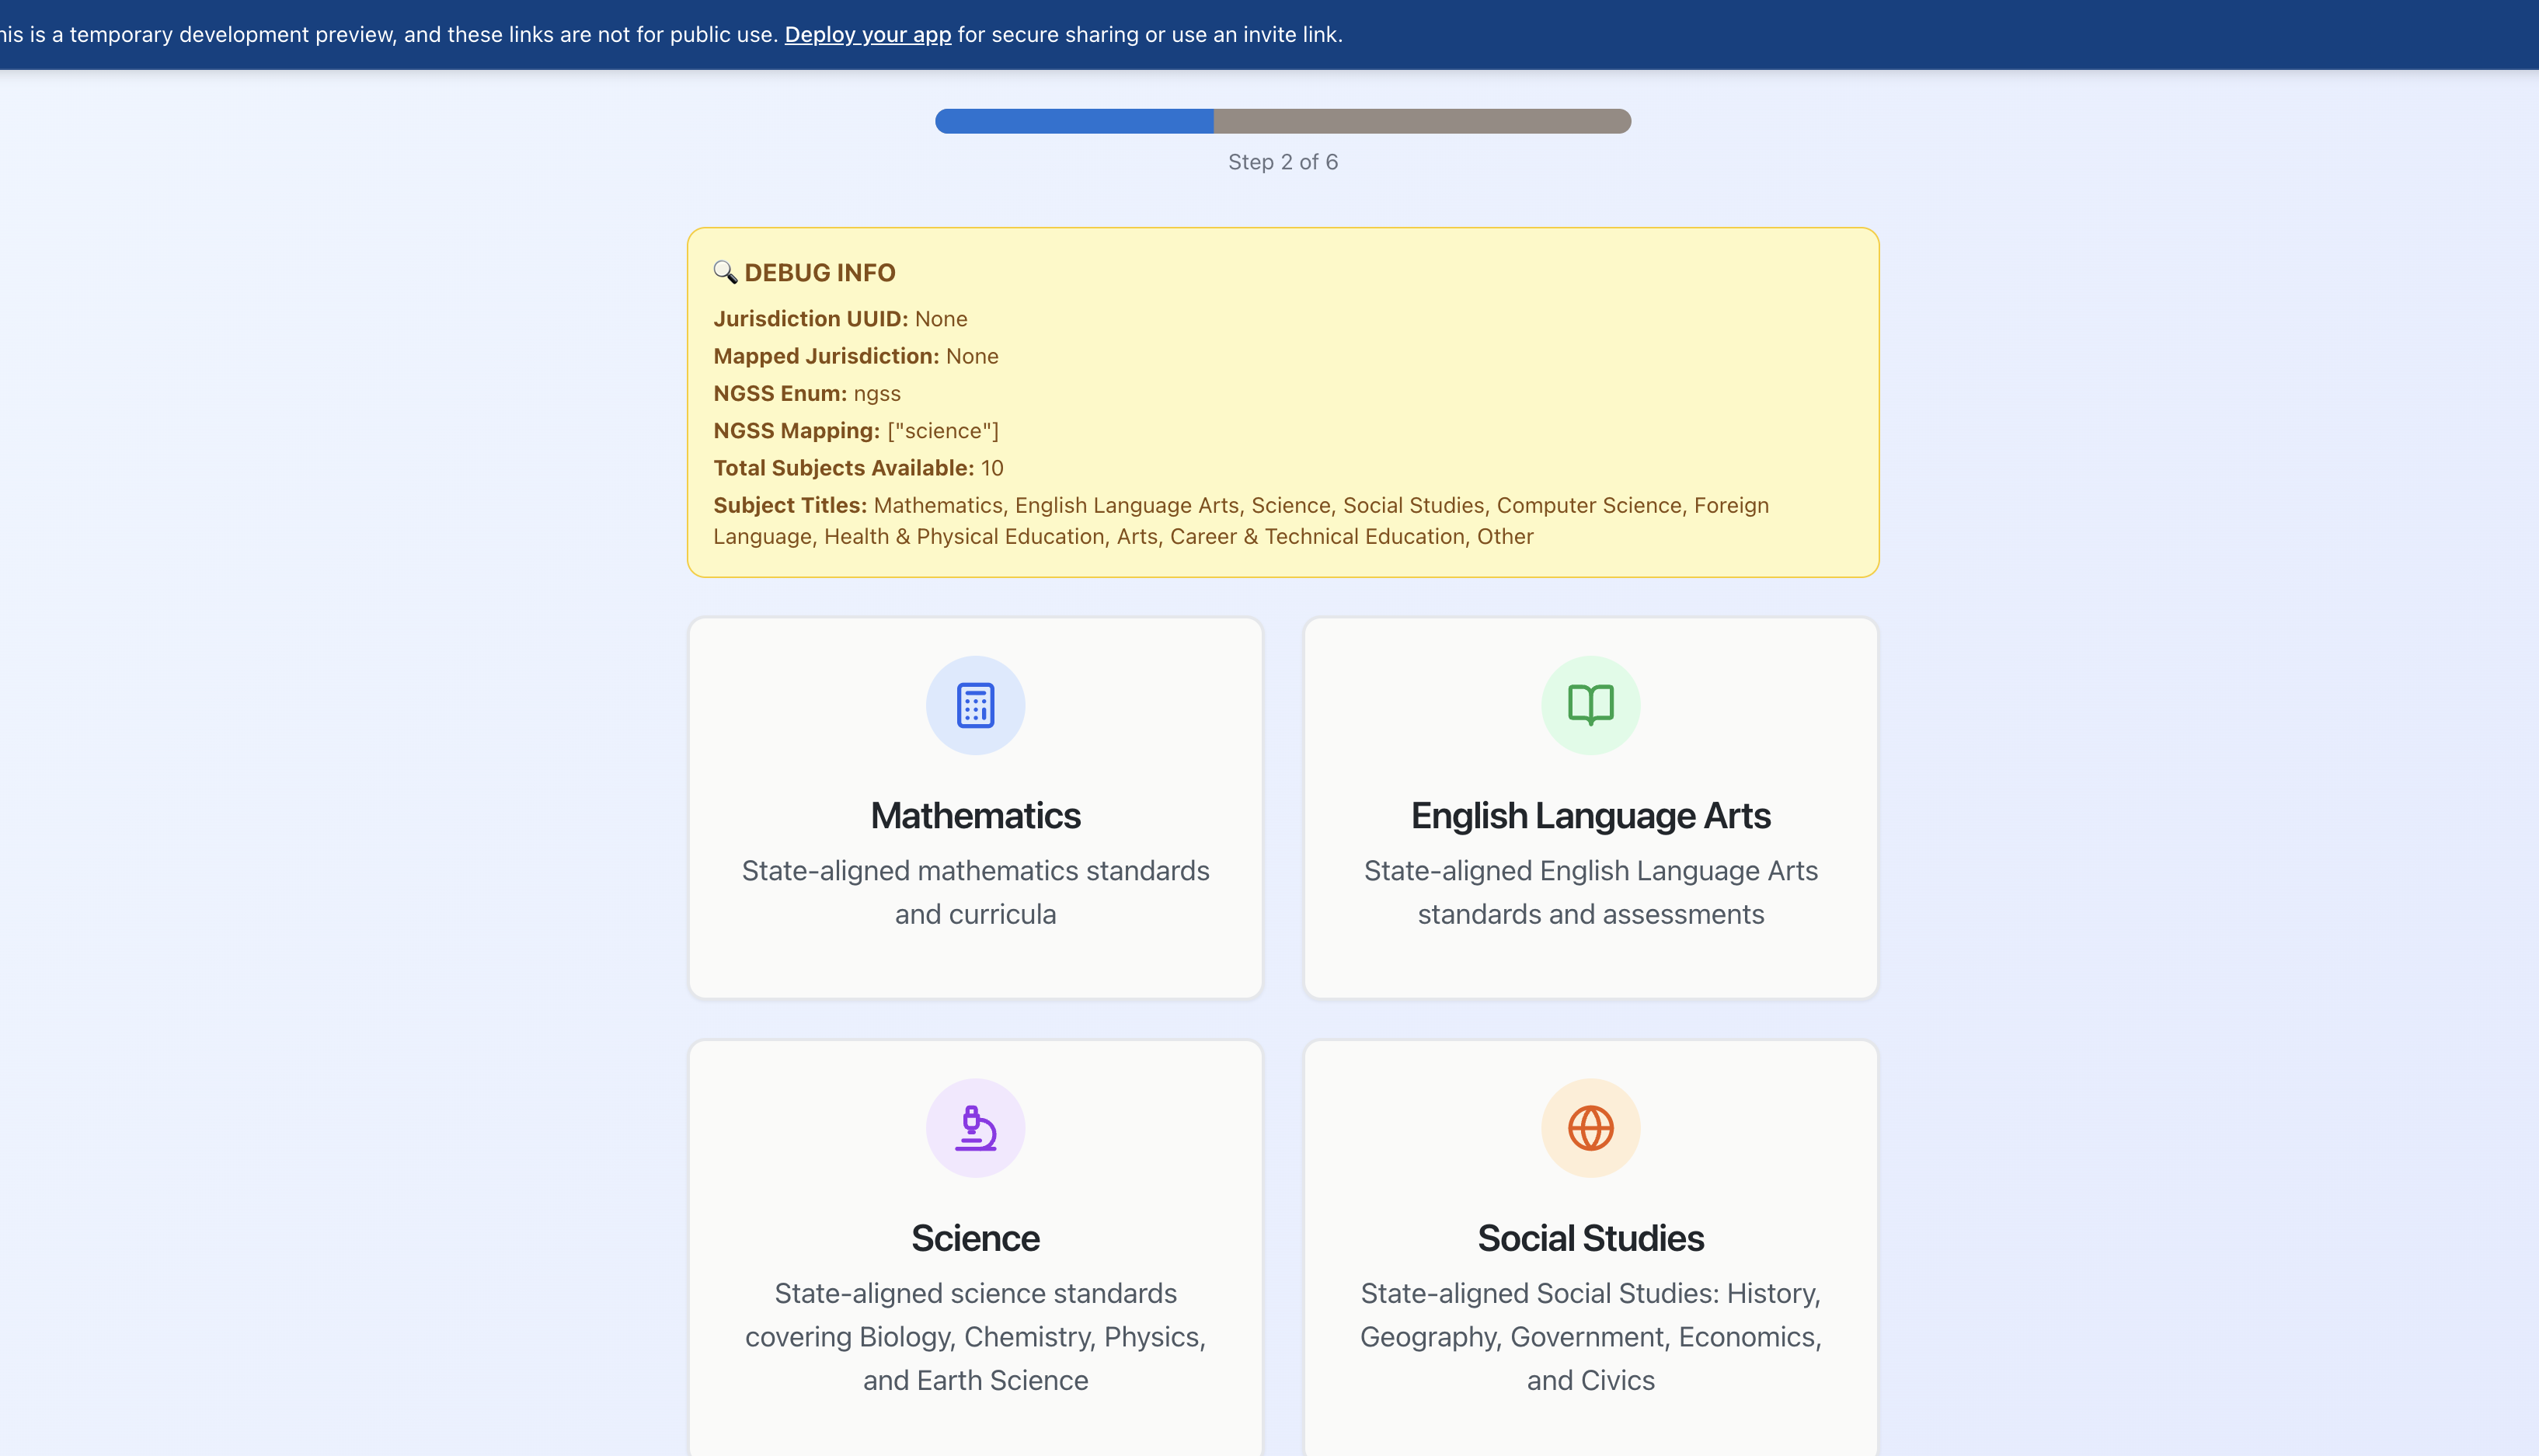 is is a temporary development preview, and these links are not for public use. Deploy your app for secure sharing or use an invite link.
Step 2 of 6
🔍 DEBUG INFO
Jurisdiction UUID: None
Mapped Jurisdiction: None
NGSS Enum: ngss
NGSS Mapping: ["science"]
Total Subjects Available: 10
Subject Titles: Mathematics, English Language Arts, Science, Social Studies, Computer Science, Foreign
Language, Health & Physical Education, Arts, Career & Technical Education, Other
Mathematics
State-aligned mathematics standards
and curricula
English Language Arts
State-aligned English Language Arts
standards and assessments
Science
State-aligned science standards
covering Biology, Chemistry, Physics,
and Earth Science
Social Studies
State-aligned Social Studies: History,
Geography, Government, Economics,
and Civics